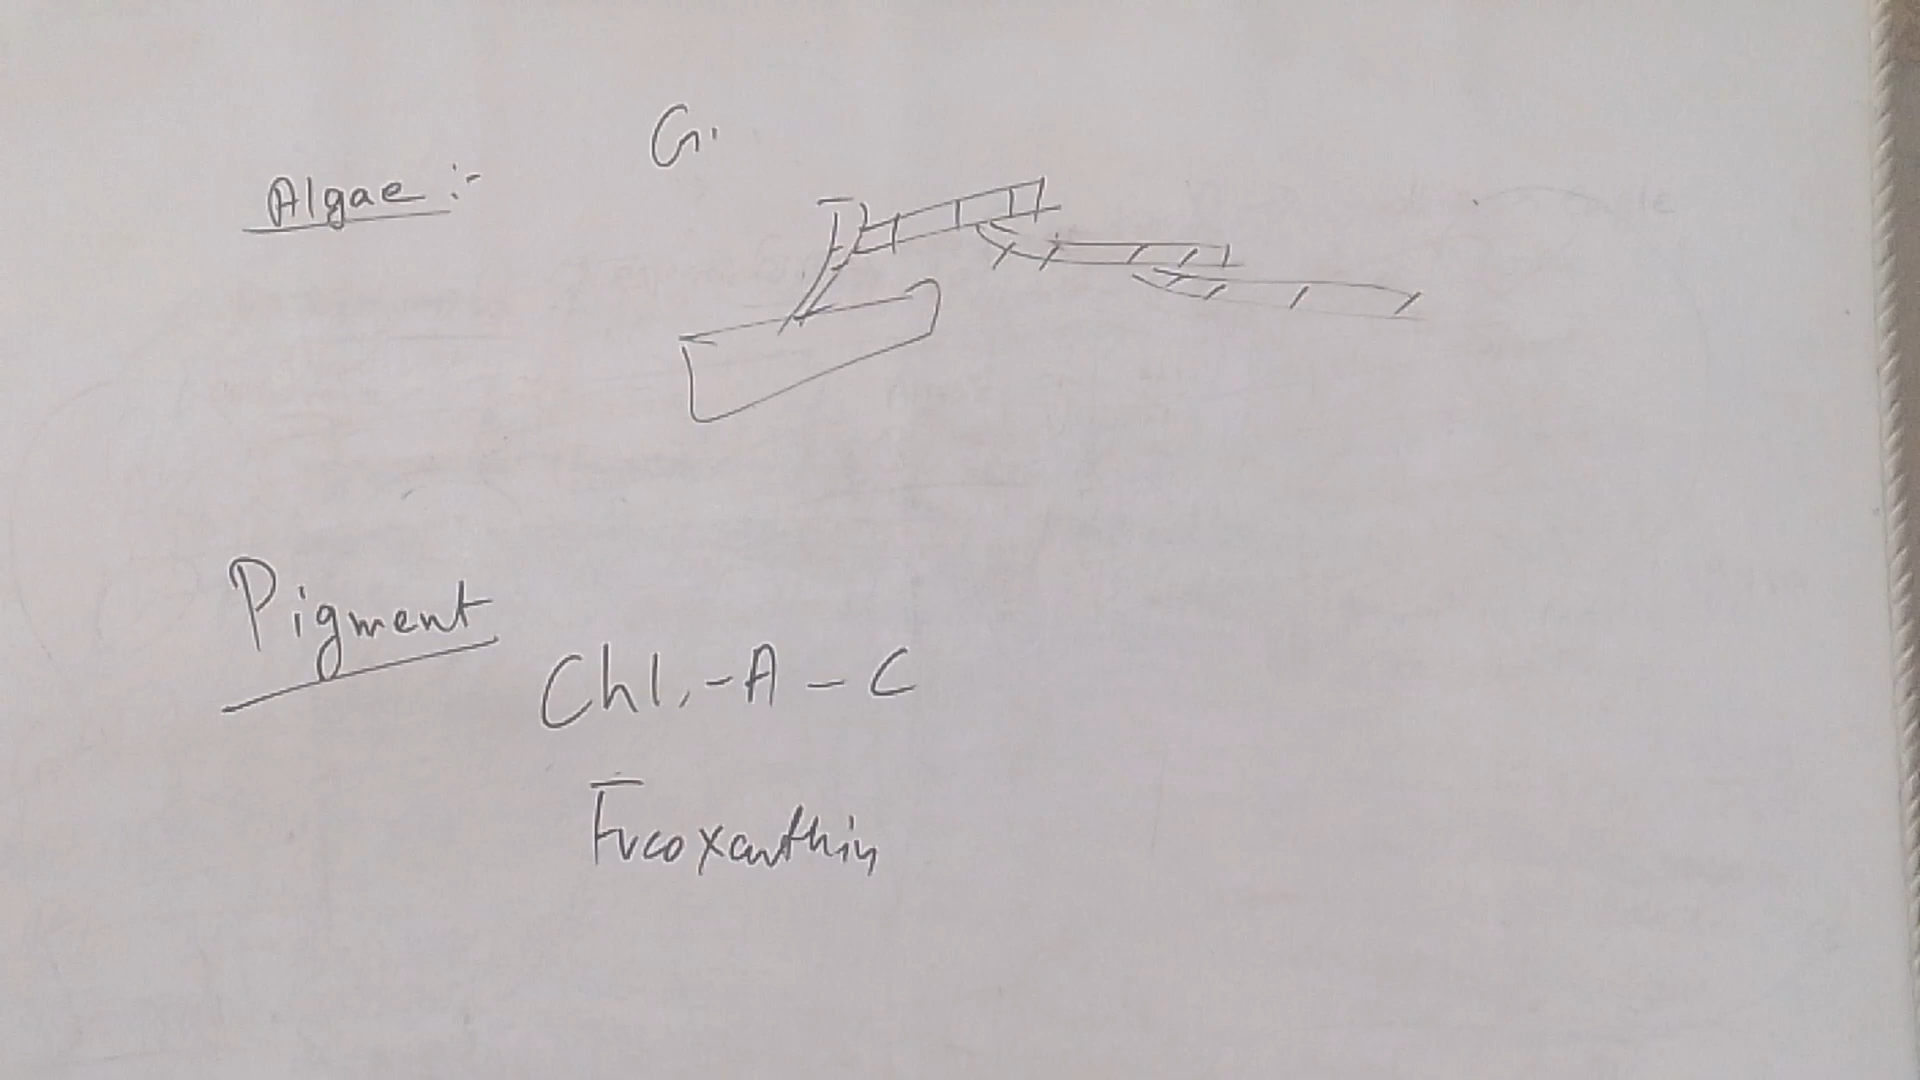 G.
Algae :-
Pigment
Chl. - A - C
Fucoxanthin